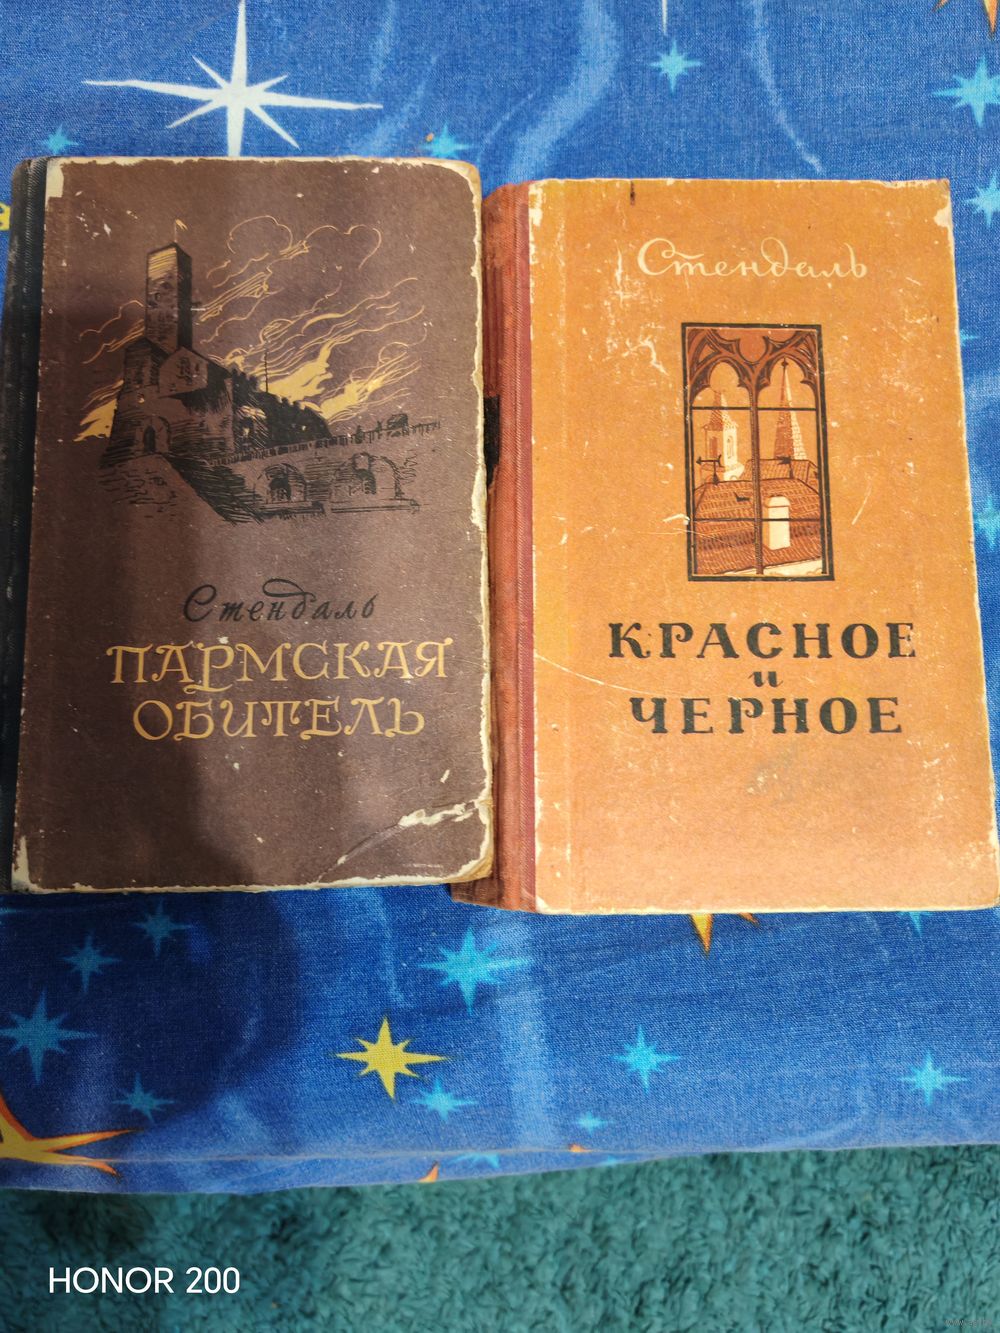 Стендаль
ПАРМСКАЯ
ОБИТЕЛЬ
Стендаль
КРАСНОЕ
и
ЧЕРНОЕ
HONOR 200